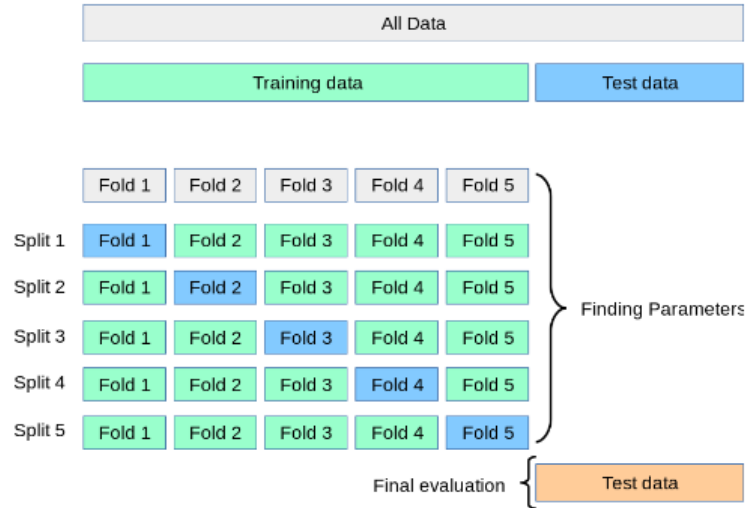 All Data
Training data Test data
Fold 1 Fold 2 Fold 3 Fold 4 Fold 5
Split 1 Fold 1 Fold 2 Fold 3 Fold 4 Fold 5
Split 2 Fold 1 Fold 2 Fold 3 Fold 4 Fold 5
Finding Parameters
Split 3 Fold 1 Fold 2 Fold 3 Fold 4 Fold 5
Split 4 Fold 1 Fold 2 Fold 3 Fold 4 Fold 5
Split 5 Fold 1 Fold 2 Fold 3 Fold 4 Fold 5
Final evaluation Test data